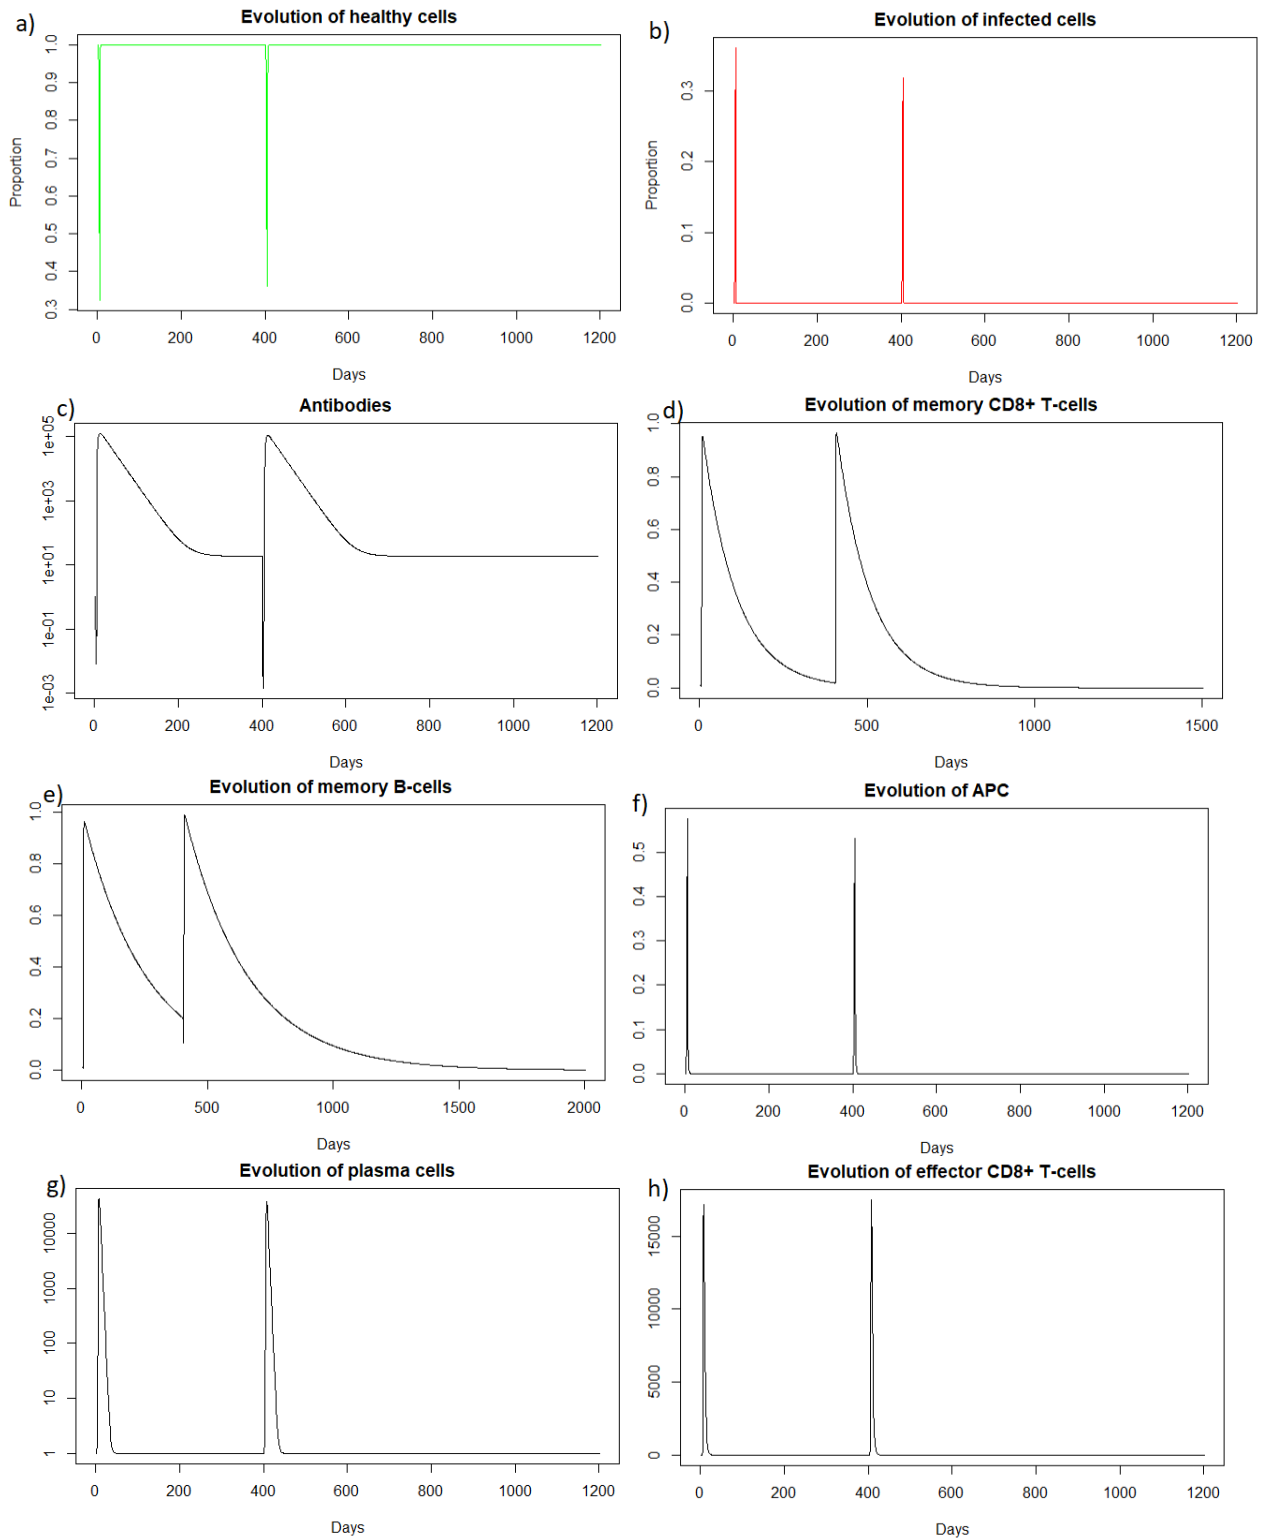 a)
Evolution of healthy cells
Proportion
1.0
0.9
0.8
0.7
0.6
0.5
0.4
0.3
0 200 400 600 800 1000 1200
Days
b)
Evolution of infected cells
Proportion
0.3
0.2
0.1
0.0
0 200 400 600 800 1000 1200
Days
c)
Antibodies
1e+05
1e+03
1e+01
1e-01
1e-03
0 200 400 600 800 1000 1200
Days
d)
Evolution of memory CD8+ T-cells
1.0
0.8
0.6
0.4
0.2
0.0
0 500 1000 1500
Days
e)
Evolution of memory B-cells
1.0
0.8
0.6
0.4
0.2
0.0
0 500 1000 1500 2000
Days
f)
Evolution of APC
0.5
0.4
0.3
0.2
0.1
0.0
0 200 400 600 800 1000 1200
Days
g)
Evolution of plasma cells
10000
1000
100
10
1
0 200 400 600 800 1000 1200
Days
h)
Evolution of effector CD8+ T-cells
15000
10000
5000
0
0 200 400 600 800 1000 1200
Days